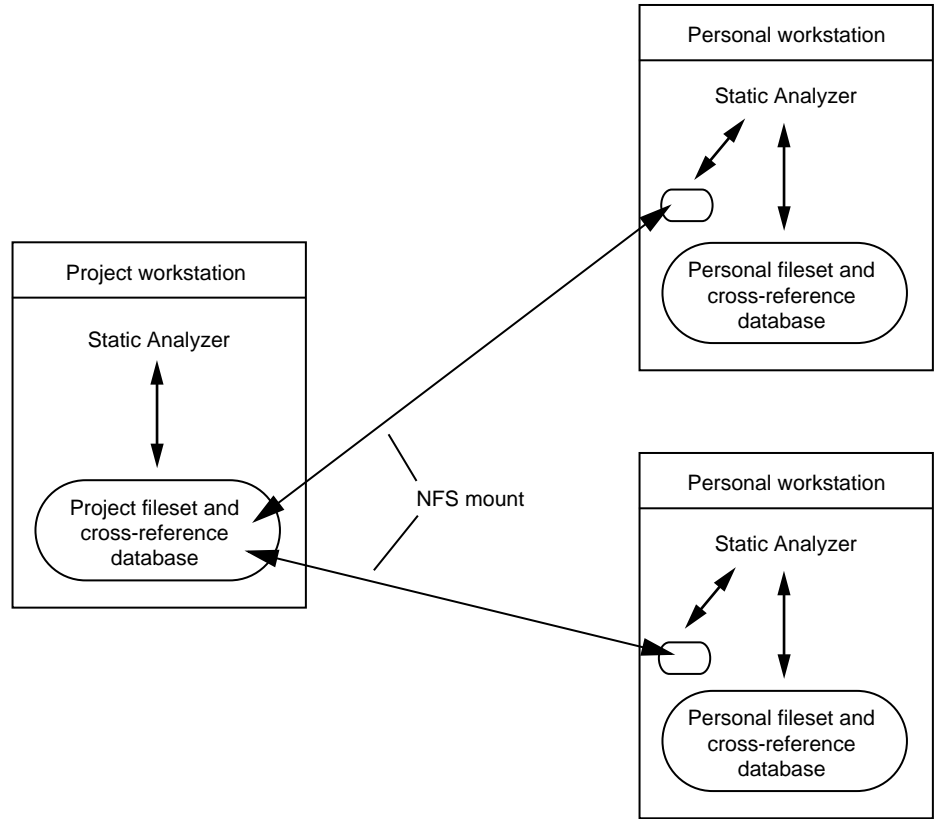 Personal workstation
Static Analyzer
Personal fileset and
cross-reference
database
Project workstation
Static Analyzer
Project fileset and
cross-reference
database
NFS mount
Personal workstation
Static Analyzer
Personal fileset and
cross-reference
database